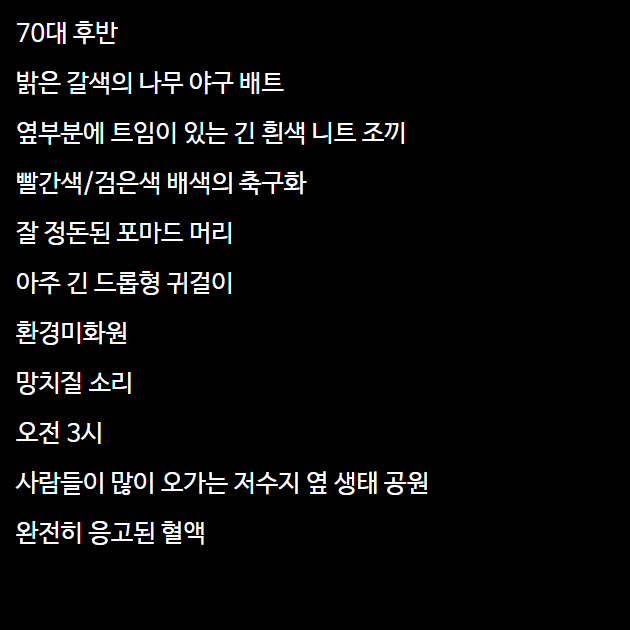 70대 후반
밝은 갈색의 나무 야구 배트
옆부분에 트임이 있는 긴 흰색 니트 조끼
빨간색/검은색 배색의 축구화
잘 정돈된 포마드 머리
아주 긴 드롭형 귀걸이
환경미화원
망치질 소리
오전 3시
사람들이 많이 오가는 저수지 옆 생태 공원
완전히 응고된 혈액